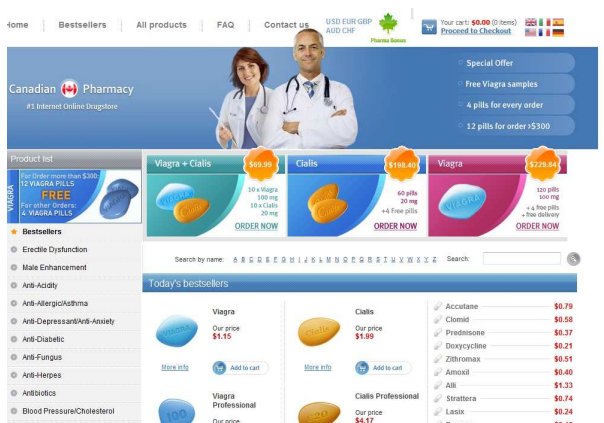 Home
Bestsellers
All products
FAQ
Contact us
USD EUR GBP
AUD CHF
Pharma Bonus
Your cart: $0.00 (0 items)
Proceed to Checkout
Canadian Pharmacy
#1 Internet Online Drugstore
Special Offer
Free Viagra samples
4 pills for every order
12 pills for order >$300
Product list
VIAGRA
For Order more than $300:
12 VIAGRA PILLS
FREE
For other Orders:
4 VIAGRA PILLS
Bestsellers
Erectile Dysfunction
Male Enhancement
Anti-Acidity
Anti-Allergic/Asthma
Anti-Depressant/Anti-Anxiety
Anti-Diabetic
Anti-Fungus
Anti-Herpes
Antibiotics
Blood Pressure/Cholesterol
Viagra + Cialis
$69.99
VIAGRA
Cialis
10 x Viagra
100 mg
10 x Cialis
20 mg
ORDER NOW
Cialis
$198.40
Cialis
60 pills
20 mg
+4 Free pills
ORDER NOW
Viagra
$229.84
VIAGRA
120 pills
100 mg
+ 4 free pills
+ free delivery
ORDER NOW
Search by name: A B C D E F G H I J K L M N O P Q R S T U V W X Y Z Search:
Today's bestsellers
VIAGRA
Viagra
Our price
$1.15
More info
Add to cart
Cialis
Cialis
Our price
$1.99
More info
Add to cart
100
Viagra
Professional
Our price
C20
Cialis Professional
Our price
$4.17
Accutane $0.79
Clomid $0.58
Prednisone $0.37
Doxycycline $0.21
Zithromax $0.51
Amoxil $0.40
Alli $1.33
Strattera $0.74
Lasix $0.24